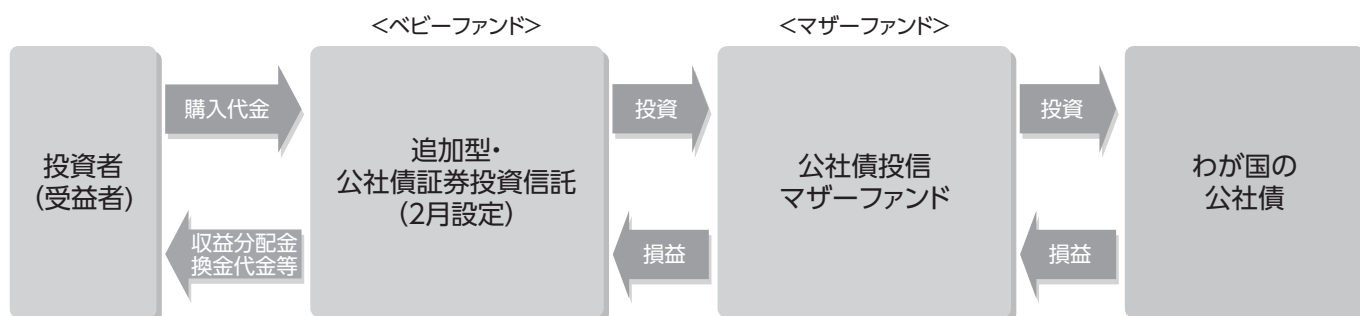 <ベビーファンド>
<マザーファンド>
購入代金
投資
投資
投資者
(受益者)
追加型・
公社債証券投資信託
(2月設定)
公社債投信
マザーファンド
わが国の
公社債
収益分配金
換金代金等
損益
損益